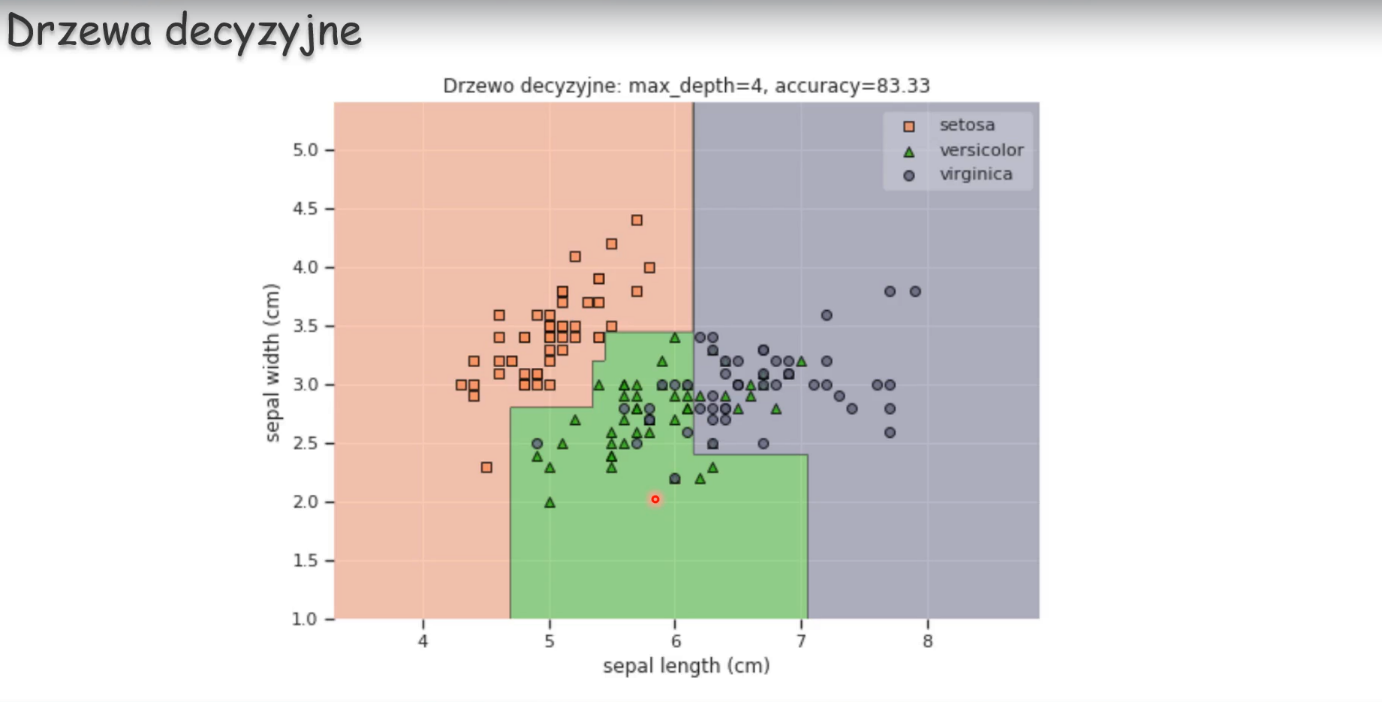 Drzewa decyzyjne
Drzewo decyzyjne: max_depth=4, accuracy=83.33
setosa
versicolor
virginica
5.0
4.5
4.0
3.5
3.0
2.5
2.0
1.5
1.0
sepal width (cm)
4 5 6 7 8
sepal length (cm)